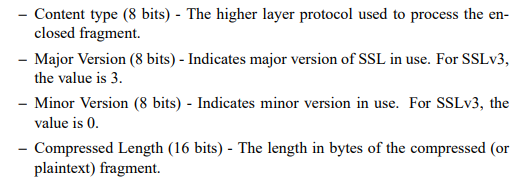 – Content type (8 bits) - The higher layer protocol used to process the en-
closed fragment.
– Major Version (8 bits) - Indicates major version of SSL in use. For SSLv3,
the value is 3.
– Minor Version (8 bits) - Indicates minor version in use. For SSLv3, the
value is 0.
– Compressed Length (16 bits) - The length in bytes of the compressed (or
plaintext) fragment.